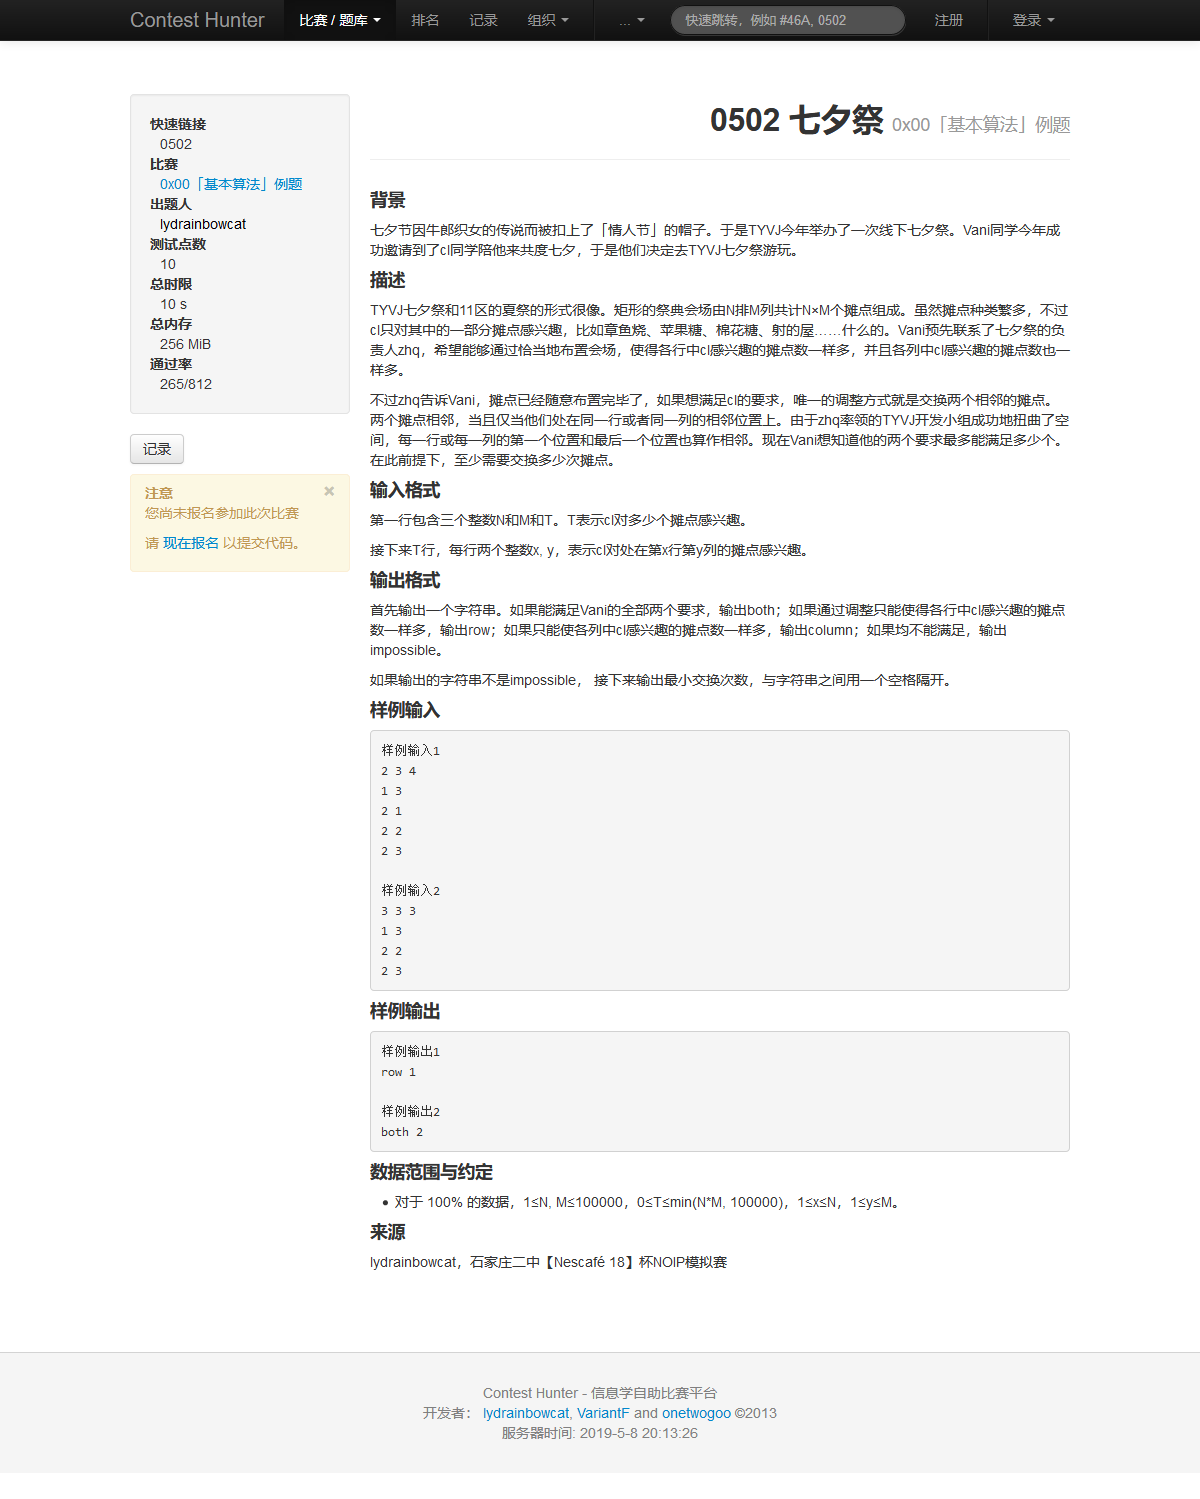 Contest Hunter 比赛 / 题库 排名 记录 组织 ... 快速跳转，例如 #46A, 0502 注册 登录
快速链接
0502
比赛
0x00「基本算法」例题
出题人
lydrainbowcat
测试点数
10
总时限
10 s
总内存
256 MiB
通过率
265/812
记录
注意 ×
您尚未报名参加此次比赛
请 现在报名 以提交代码。
0502 七夕祭 0x00「基本算法」例题
背景
七夕节因牛郎织女的传说而被扣上了「情人节」的帽子。于是TYVJ今年举办了一次线下七夕祭。Vani同学今年成
功邀请到了cl同学陪他来共度七夕，于是他们决定去TYVJ七夕祭游玩。
描述
TYVJ七夕祭和11区的夏祭的形式很像。矩形的祭典会场由N排M列共计N×M个摊点组成。虽然摊点种类繁多，不过
cl只对其中的一部分摊点感兴趣，比如章鱼烧、苹果糖、棉花糖、射的屋……什么的。Vani预先联系了七夕祭的负
责人zhq，希望能够通过恰当地布置会场，使得各行中cl感兴趣的摊点数一样多，并且各列中cl感兴趣的摊点数也一
样多。
不过zhq告诉Vani，摊点已经随意布置完毕了，如果想满足cl的要求，唯一的调整方式就是交换两个相邻的摊点。
两个摊点相邻，当且仅当他们处在同一行或者同一列的相邻位置上。由于zhq率领的TYVJ开发小组成功地扭曲了空
间，每一行或每一列的第一个位置和最后一个位置也算作相邻。现在Vani想知道他的两个要求最多能满足多少个。
在此前提下，至少需要交换多少次摊点。
输入格式
第一行包含三个整数N和M和T。T表示cl对多少个摊点感兴趣。
接下来T行，每行两个整数x, y，表示cl对处在第x行第y列的摊点感兴趣。
输出格式
首先输出一个字符串。如果能满足Vani的全部两个要求，输出both；如果通过调整只能使得各行中cl感兴趣的摊点
数一样多，输出row；如果只能使各列中cl感兴趣的摊点数一样多，输出column；如果均不能满足，输出
impossible。
如果输出的字符串不是impossible， 接下来输出最小交换次数，与字符串之间用一个空格隔开。
样例输入
样例输入1
2 3 4
1 3
2 1
2 2
2 3
样例输入2
3 3 3
1 3
2 2
2 3
样例输出
样例输出1
row 1
样例输出2
both 2
数据范围与约定
• 对于 100% 的数据，1≤N, M≤100000，0≤T≤min(N*M, 100000)，1≤x≤N，1≤y≤M。
来源
lydrainbowcat，石家庄二中【Nescafé 18】杯NOIP模拟赛
Contest Hunter - 信息学自助比赛平台
开发者： lydrainbowcat, VariantF and onetwogoo ©2013
服务器时间: 2019-5-8 20:13:26